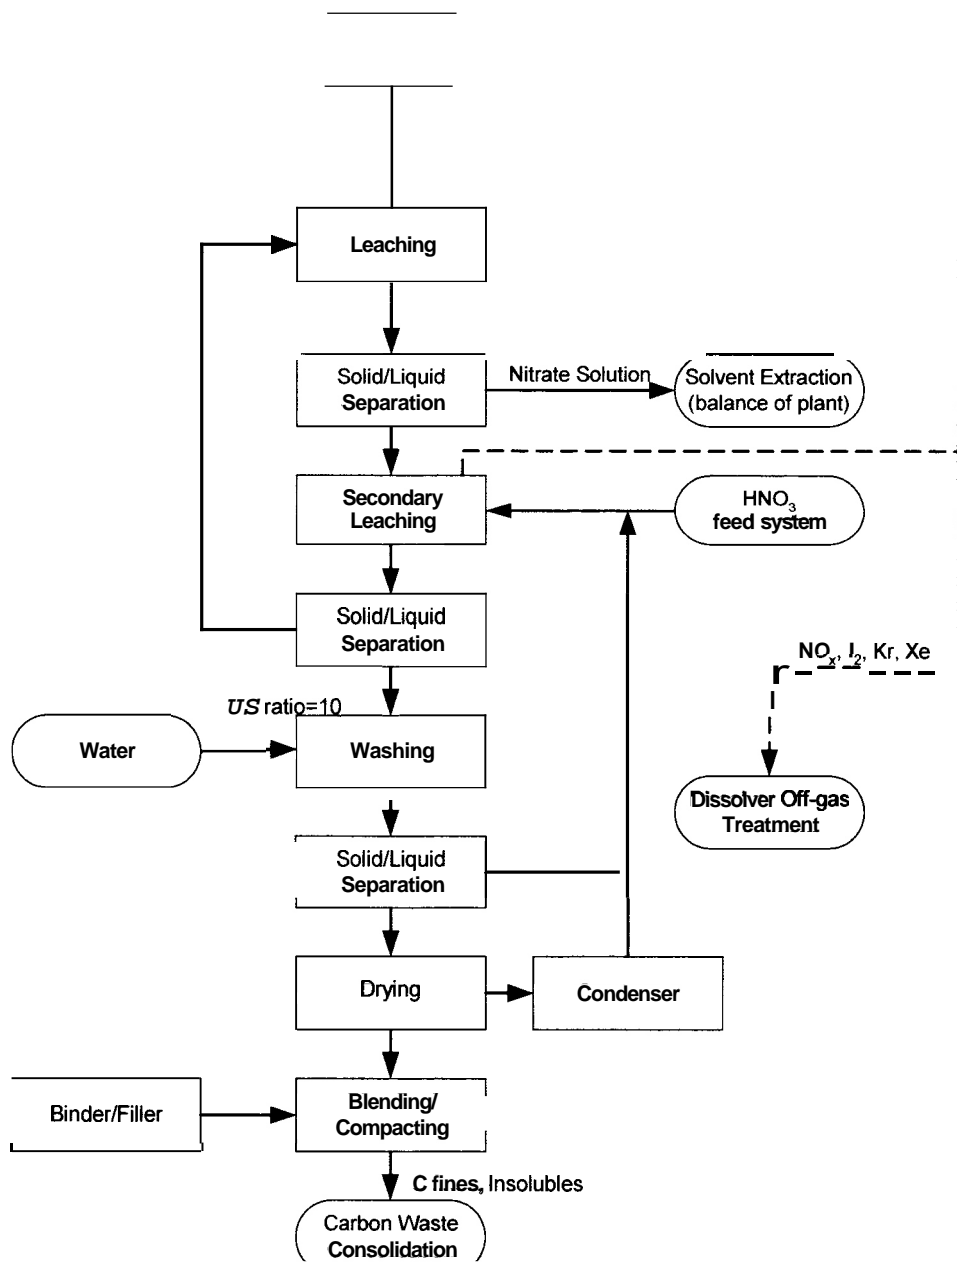 Leaching
Solid/Liquid
Separation
Nitrate Solution
Solvent Extraction
(balance of plant)
Secondary
Leaching
HNO₃
feed system
Solid/Liquid
Separation
NOₓ, I₂, Kr, Xe
US ratio=10
Water
Washing
Dissolver Off-gas
Treatment
Solid/Liquid
Separation
Drying
Condenser
Binder/Filler
Blending/
Compacting
C fines, Insolubles
Carbon Waste
Consolidation